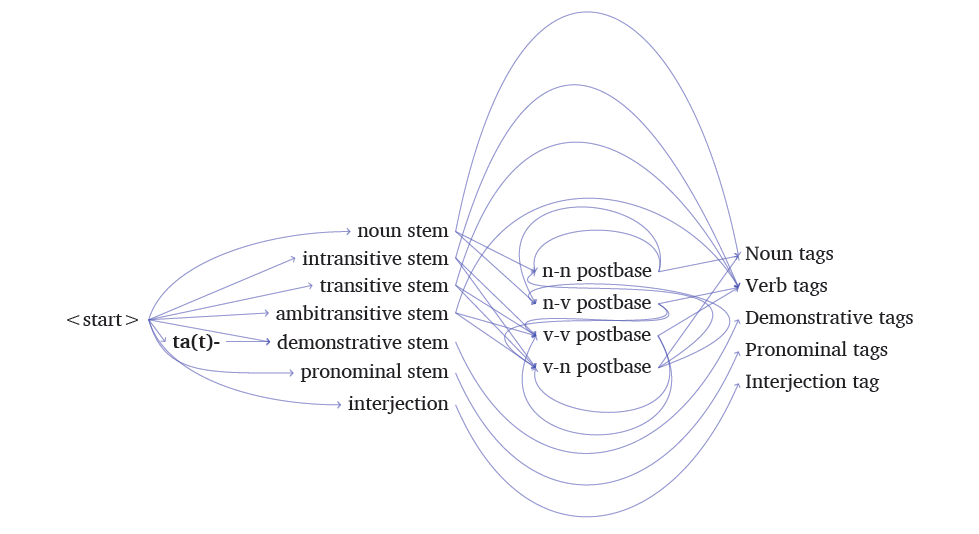 <start>
ta(t)-
noun stem
intransitive stem
transitive stem
ambitransitive stem
demonstrative stem
pronominal stem
interjection
n-n postbase
n-v postbase
v-v postbase
v-n postbase
Noun tags
Verb tags
Demonstrative tags
Pronominal tags
Interjection tag